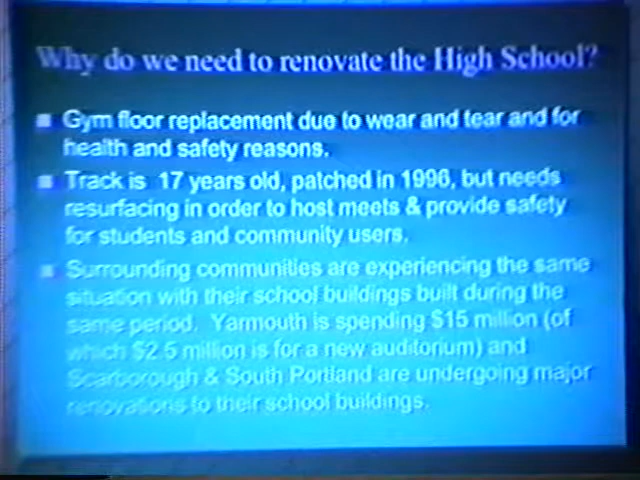 Why do we need to renovate the High School?
■ Gym floor replacement due to wear and tear and for
health and safety reasons.
■ Track is 17 years old, patched in 1996, but needs
resurfacing in order to host meets & provide safety
for students and community users.
■ Surrounding communities are experiencing the same
situation with their school buildings built during the
same period. Yarmouth is spending $15 million (of
which $2.5 million is for a new auditorium) and
Scarborough & South Portland are undergoing major
renovations to their school buildings.